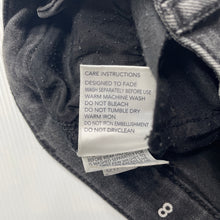 CARE INSTRUCTIONS
DESIGNED TO FADE
WASH SEPARATELY BEFORE USE
WARM MACHINE WASH
DO NOT BLEACH
DO NOT TUMBLE DRY
WARM IRON
DO NOT IRON EMBELLISHMENT
DO NOT DRYCLEAN
8